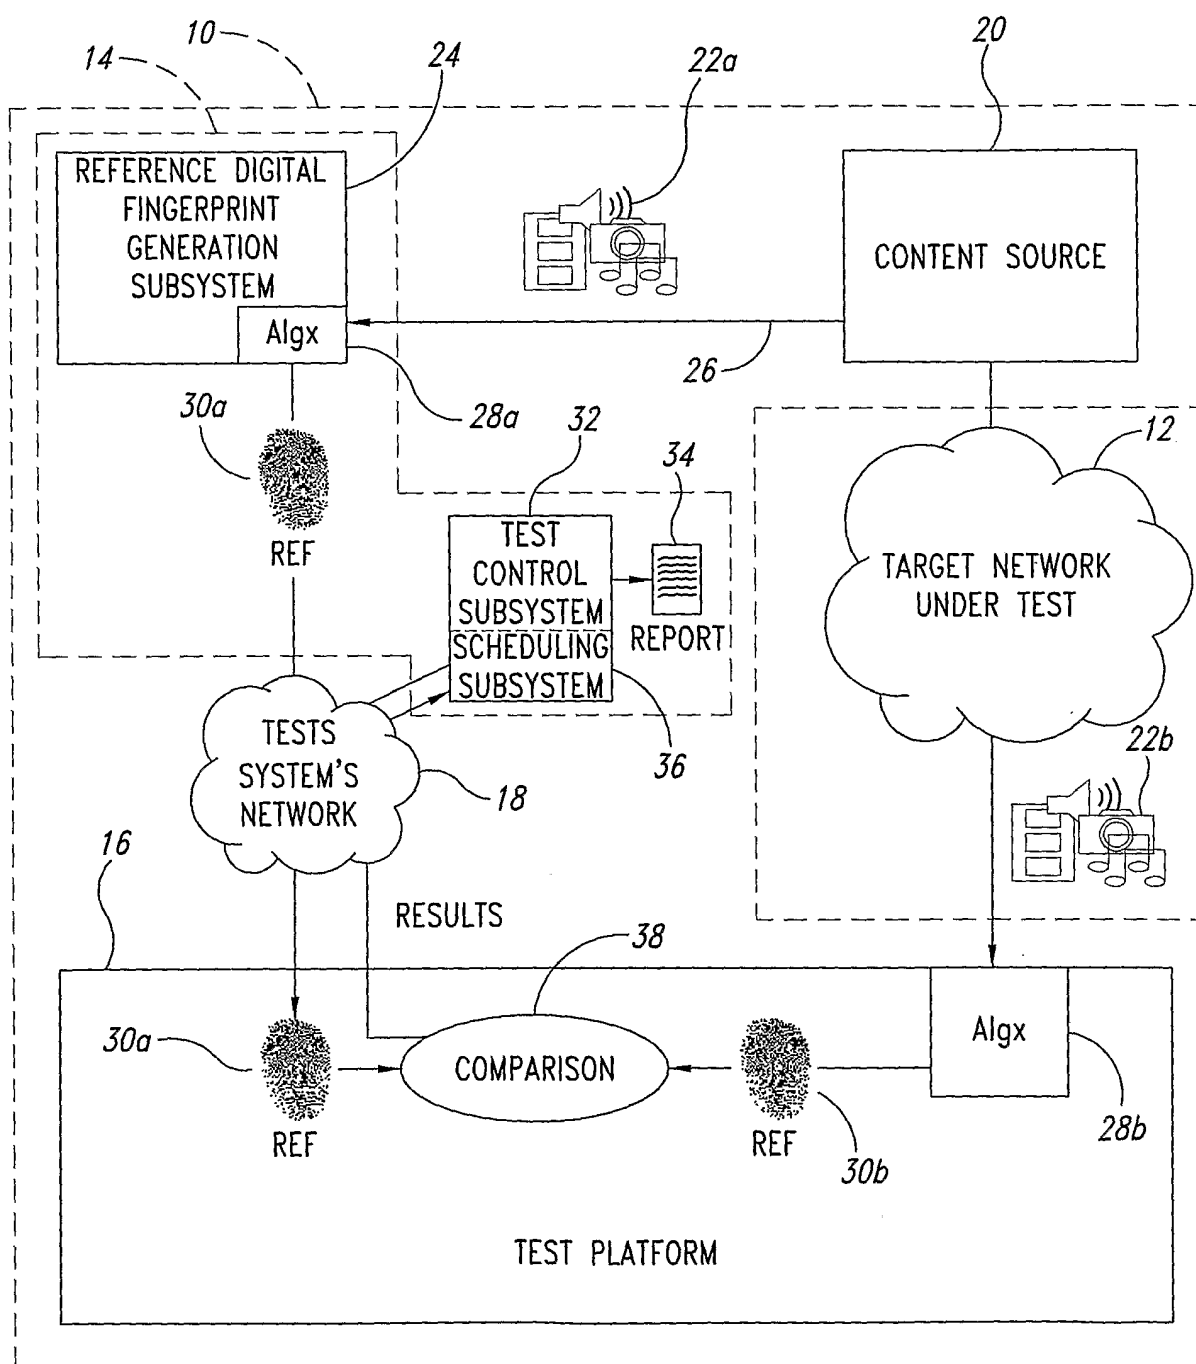 10
14
24
22a
20
REFERENCE DIGITAL
FINGERPRINT
GENERATION
SUBSYSTEM
Algx
CONTENT SOURCE
26
30a
28a
REF
32
34
12
TEST
CONTROL
SUBSYSTEM
SCHEDULING
SUBSYSTEM
REPORT
TARGET NETWORK
UNDER TEST
TESTS
SYSTEM'S
NETWORK
36
18
22b
16
RESULTS
38
30a
REF
COMPARISON
REF
30b
Algx
28b
TEST PLATFORM